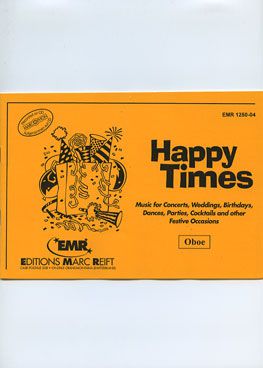 EMR 1250-04
Happy
Times
Music for Concerts, Weddings, Birthdays,
Dances, Parties, Cocktails and other
Festive Occasions
Oboe
EMR
EDITIONS MARC REIFT